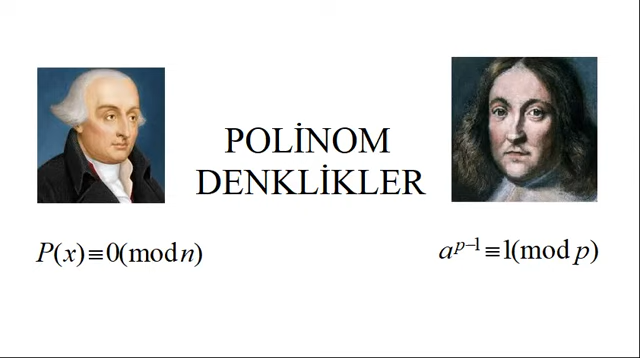 POLİNOM
DENKLİKLER
P(x)≡0(mod n)
a^{p−1}≡1(mod p)